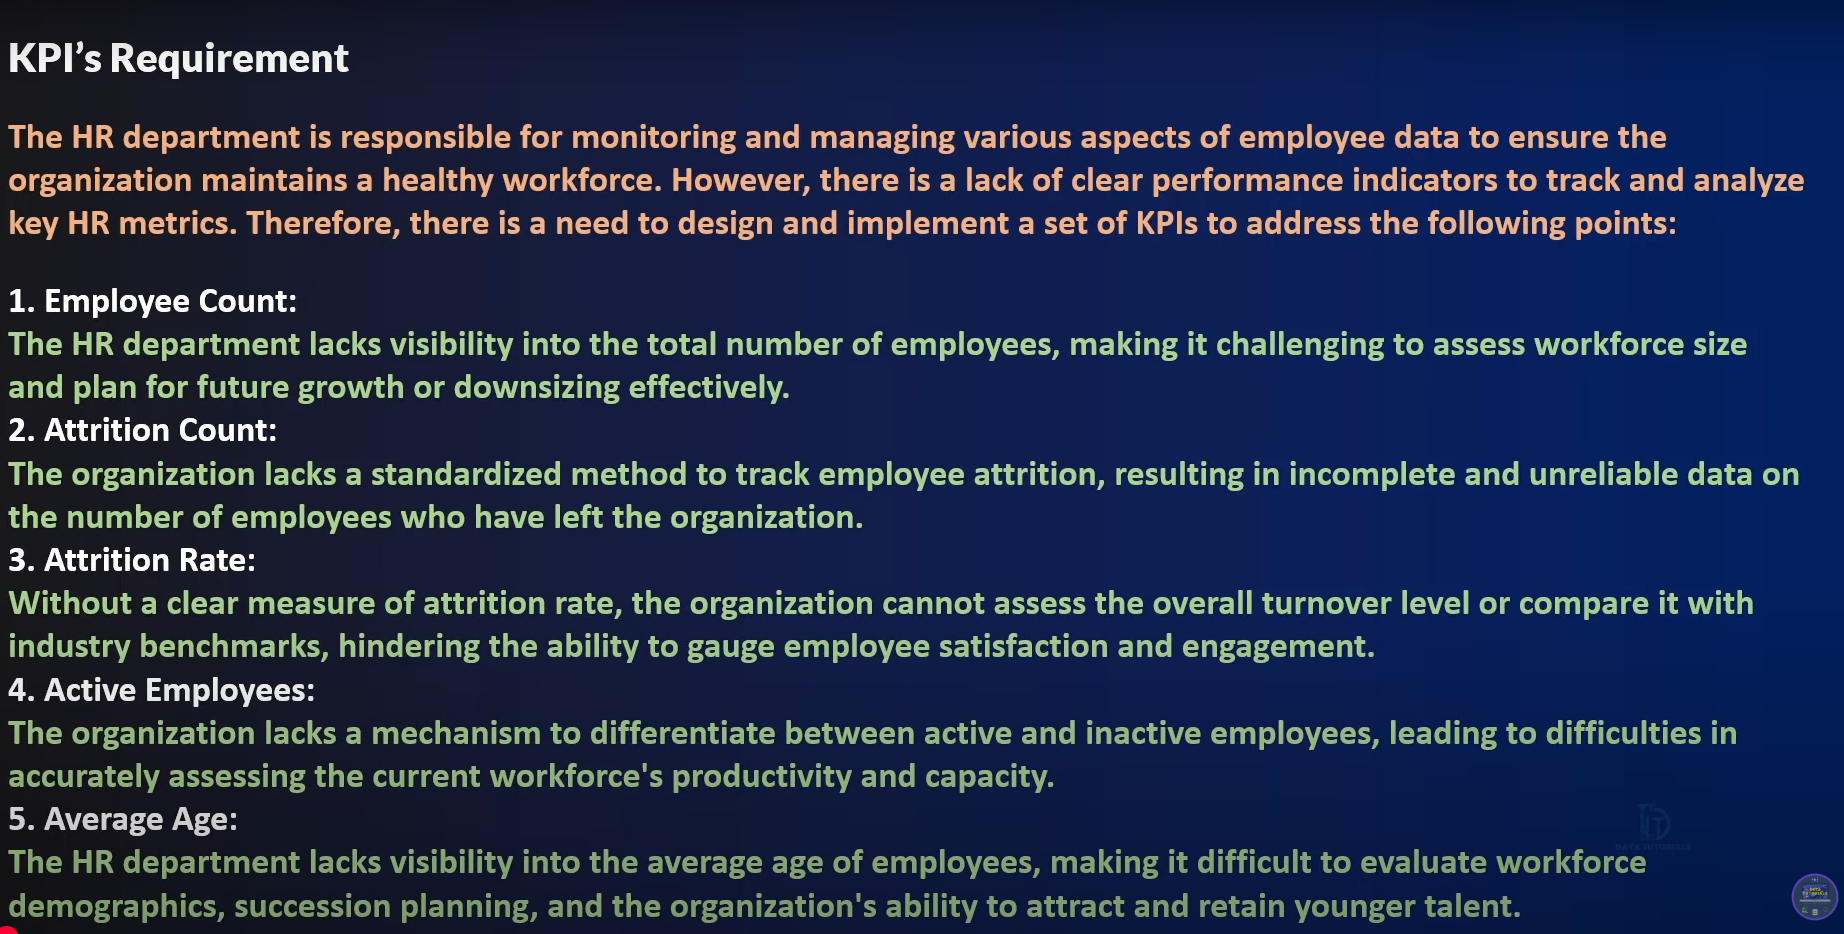 KPI’s Requirement
The HR department is responsible for monitoring and managing various aspects of employee data to ensure the
organization maintains a healthy workforce. However, there is a lack of clear performance indicators to track and analyze
key HR metrics. Therefore, there is a need to design and implement a set of KPIs to address the following points:
1. Employee Count:
The HR department lacks visibility into the total number of employees, making it challenging to assess workforce size
and plan for future growth or downsizing effectively.
2. Attrition Count:
The organization lacks a standardized method to track employee attrition, resulting in incomplete and unreliable data on
the number of employees who have left the organization.
3. Attrition Rate:
Without a clear measure of attrition rate, the organization cannot assess the overall turnover level or compare it with
industry benchmarks, hindering the ability to gauge employee satisfaction and engagement.
4. Active Employees:
The organization lacks a mechanism to differentiate between active and inactive employees, leading to difficulties in
accurately assessing the current workforce's productivity and capacity.
5. Average Age:
The HR department lacks visibility into the average age of employees, making it difficult to evaluate workforce
demographics, succession planning, and the organization's ability to attract and retain younger talent.
DATA TUTORIALS